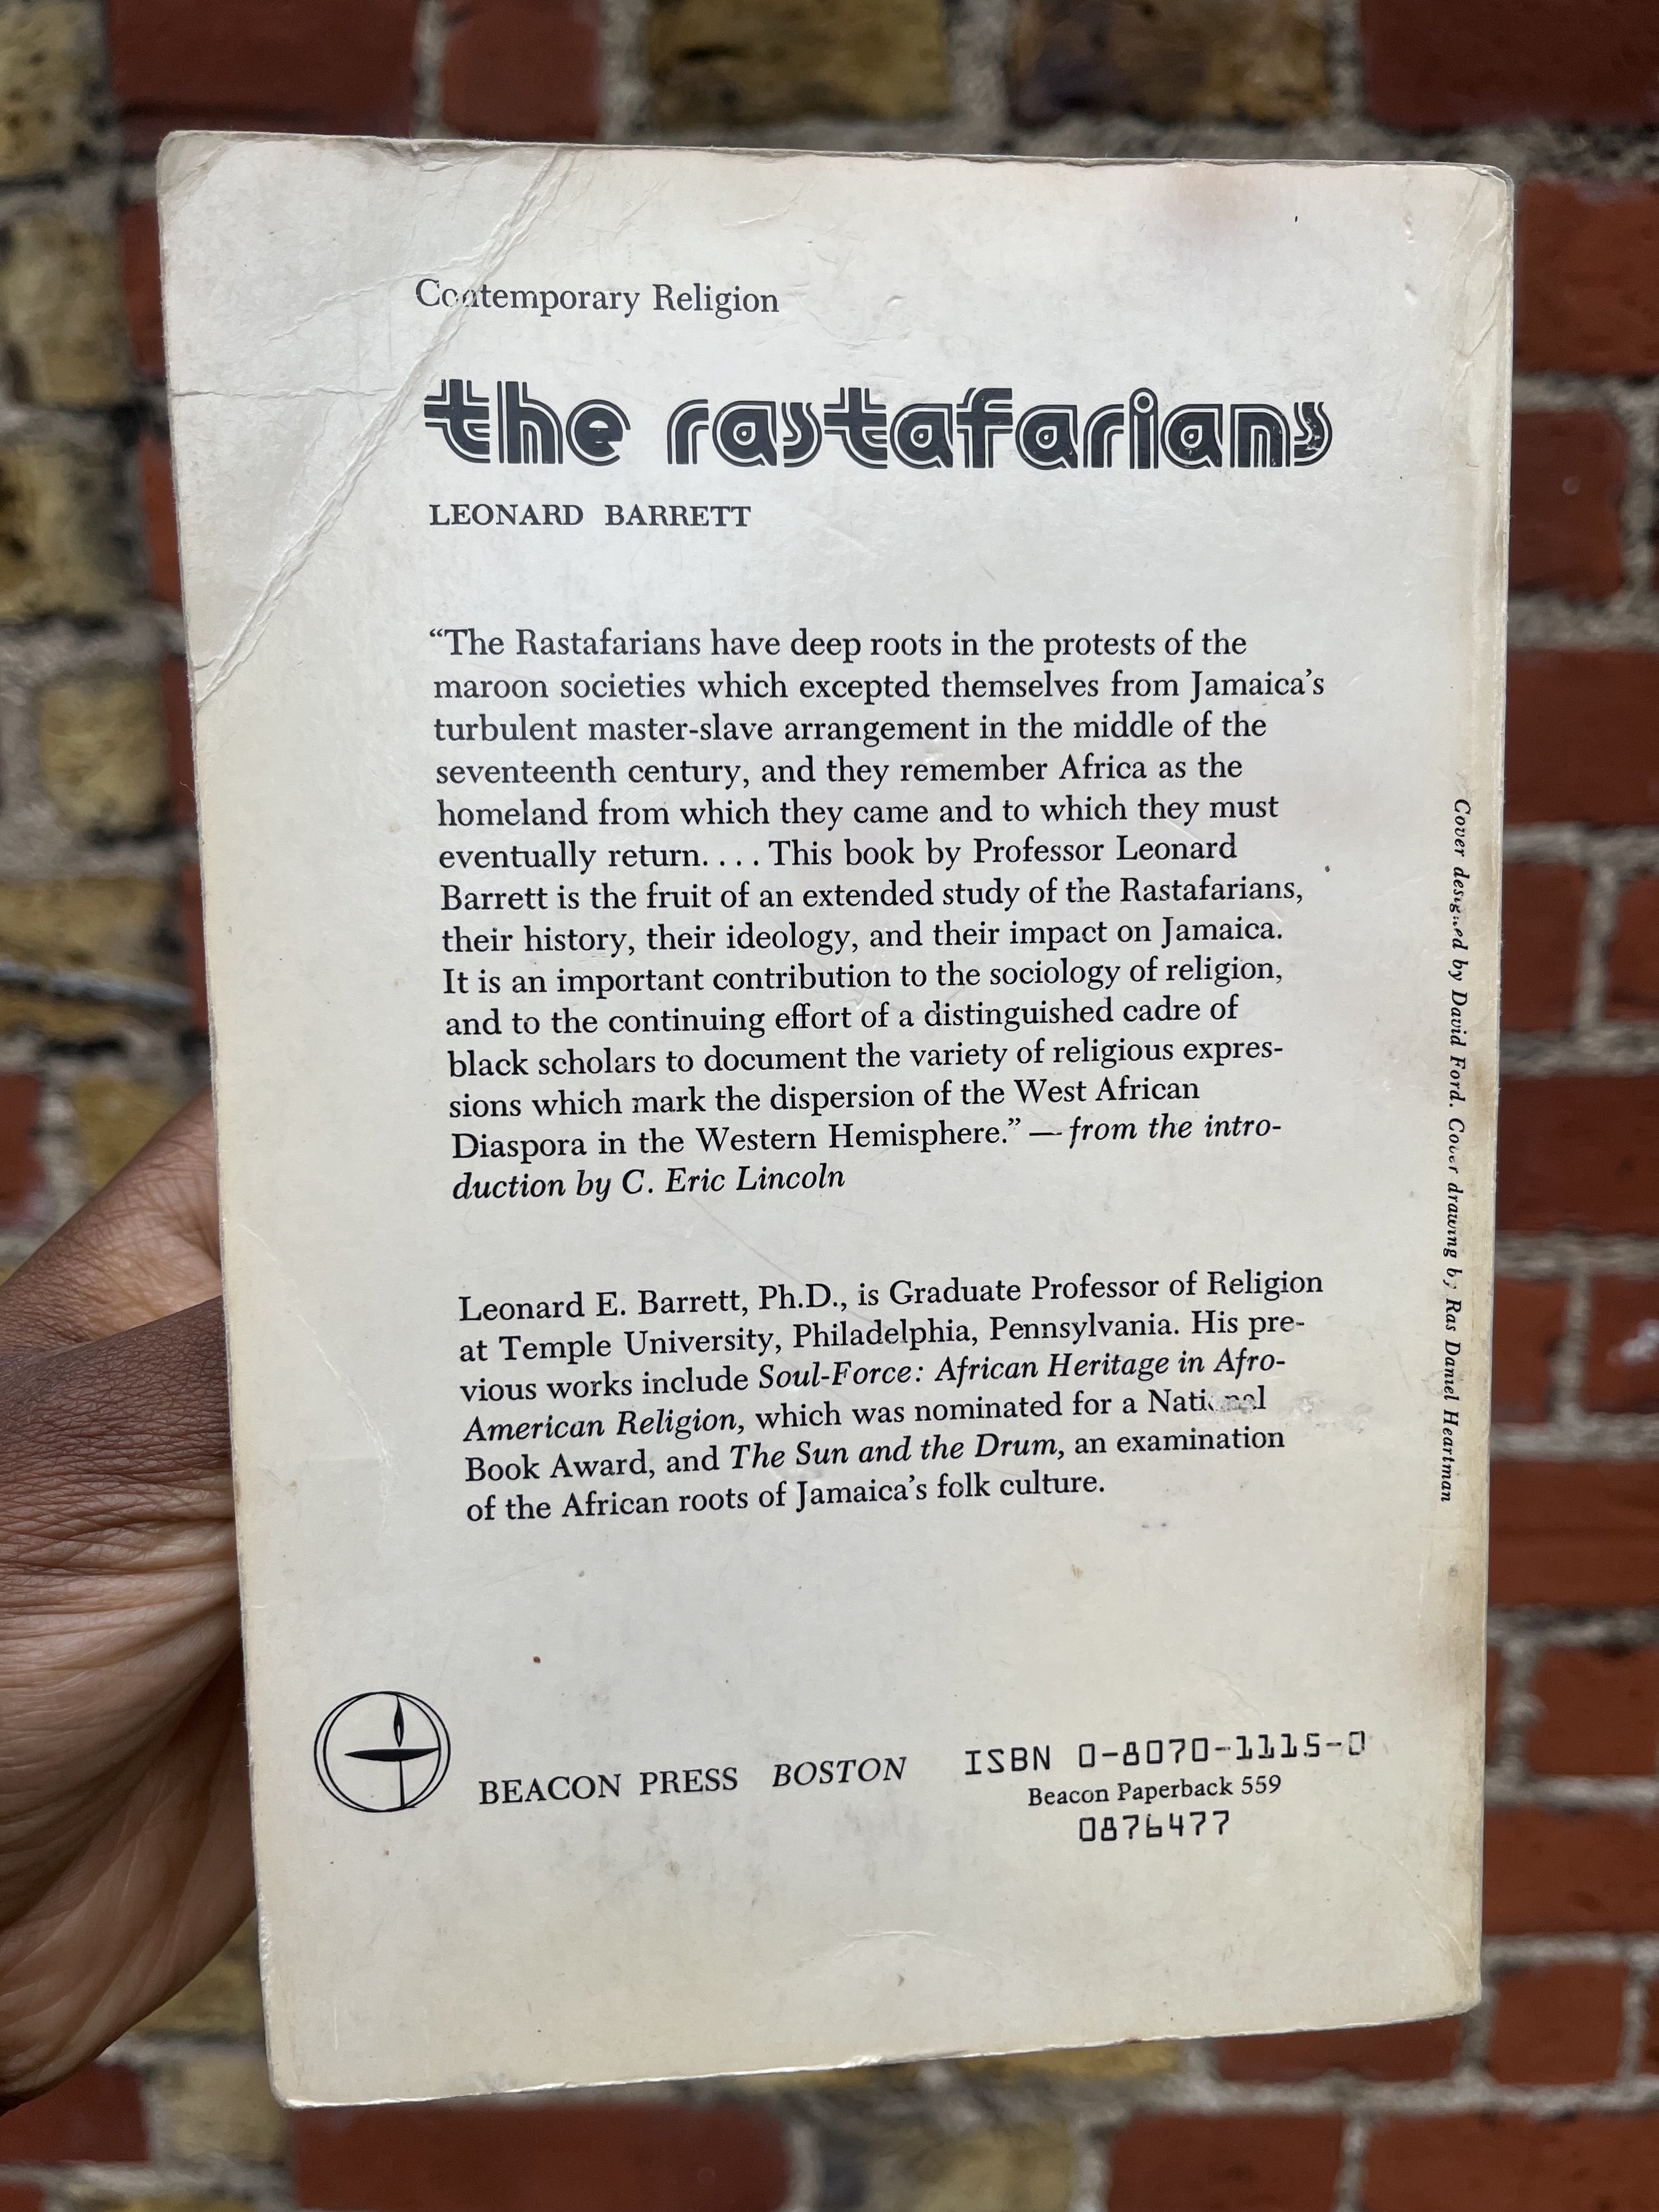 Contemporary Religion
the rastafarians
LEONARD BARRETT
“The Rastafarians have deep roots in the protests of the
maroon societies which excepted themselves from Jamaica’s
turbulent master-slave arrangement in the middle of the
seventeenth century, and they remember Africa as the
homeland from which they came and to which they must
eventually return. . . . This book by Professor Leonard
Barrett is the fruit of an extended study of the Rastafarians,
their history, their ideology, and their impact on Jamaica.
It is an important contribution to the sociology of religion,
and to the continuing effort of a distinguished cadre of
black scholars to document the variety of religious expres-
sions which mark the dispersion of the West African
Diaspora in the Western Hemisphere.” — from the intro-
duction by C. Eric Lincoln
Leonard E. Barrett, Ph.D., is Graduate Professor of Religion
at Temple University, Philadelphia, Pennsylvania. His pre-
vious works include Soul-Force: African Heritage in Afro-
American Religion, which was nominated for a National
Book Award, and The Sun and the Drum, an examination
of the African roots of Jamaica’s folk culture.
BEACON PRESS BOSTON
ISBN 0-8070-1115-0
Beacon Paperback 559
0876477
Cover designed by David Ford. Cover drawing by Ras Daniel Heartman